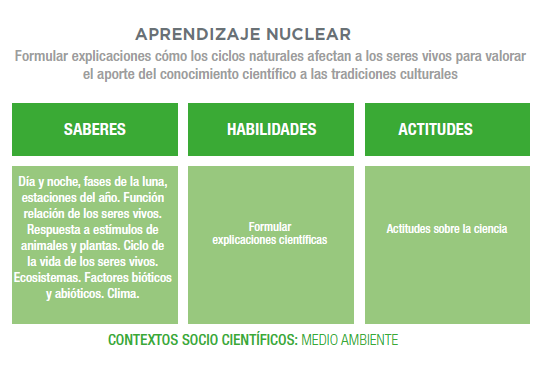 APRENDIZAJE NUCLEAR
Formular explicaciones cómo los ciclos naturales afectan a los seres vivos para valorar
el aporte del conocimiento científico a las tradiciones culturales
SABERES
Día y noche, fases de la luna,
estaciones del año. Función
relación de los seres vivos.
Respuesta a estímulos de
animales y plantas. Ciclo de
la vida de los seres vivos.
Ecosistemas. Factores bióticos
y abióticos. Clima.
HABILIDADES
Formular
explicaciones científicas
ACTITUDES
Actitudes sobre la ciencia
CONTEXTOS SOCIO CIENTÍFICOS: MEDIO AMBIENTE